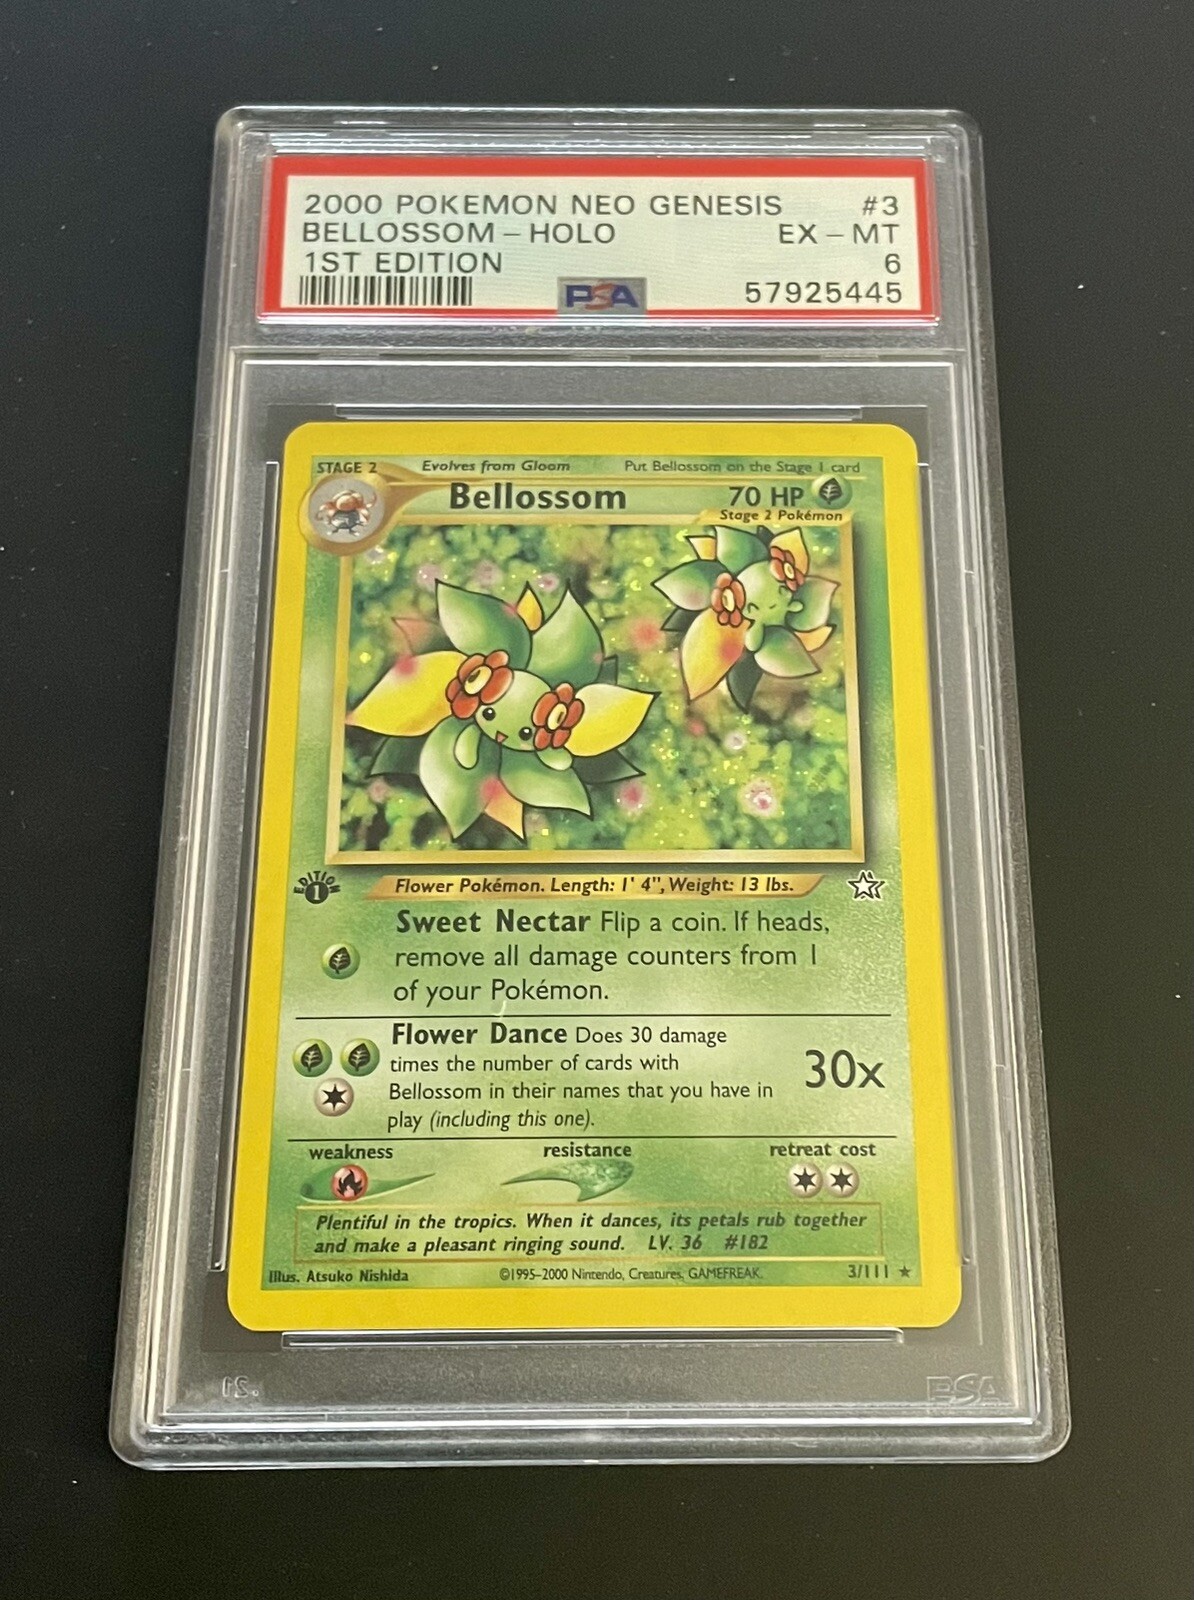 2000 POKEMON NEO GENESIS #3
BELLOSSOM - HOLO EX - MT
1ST EDITION 6
PSA 57925445
STAGE 2 Evolves from Gloom Put Bellossom on the Stage 1 card
Bellossom 70 HP
Stage 2 Pokémon
EDITION
1
Flower Pokémon. Length: 1' 4", Weight: 13 lbs.
Sweet Nectar Flip a coin. If heads,
remove all damage counters from 1
of your Pokémon.
Flower Dance Does 30 damage
times the number of cards with
Bellossom in their names that you have in
play (including this one).
30x
weakness resistance retreat cost
Plentiful in the tropics. When it dances, its petals rub together
and make a pleasant ringing sound. LV. 36 #182
Illus. Atsuko Nishida ©1995-2000 Nintendo, Creatures, GAMEFREAK. 3/111 ★
PSA